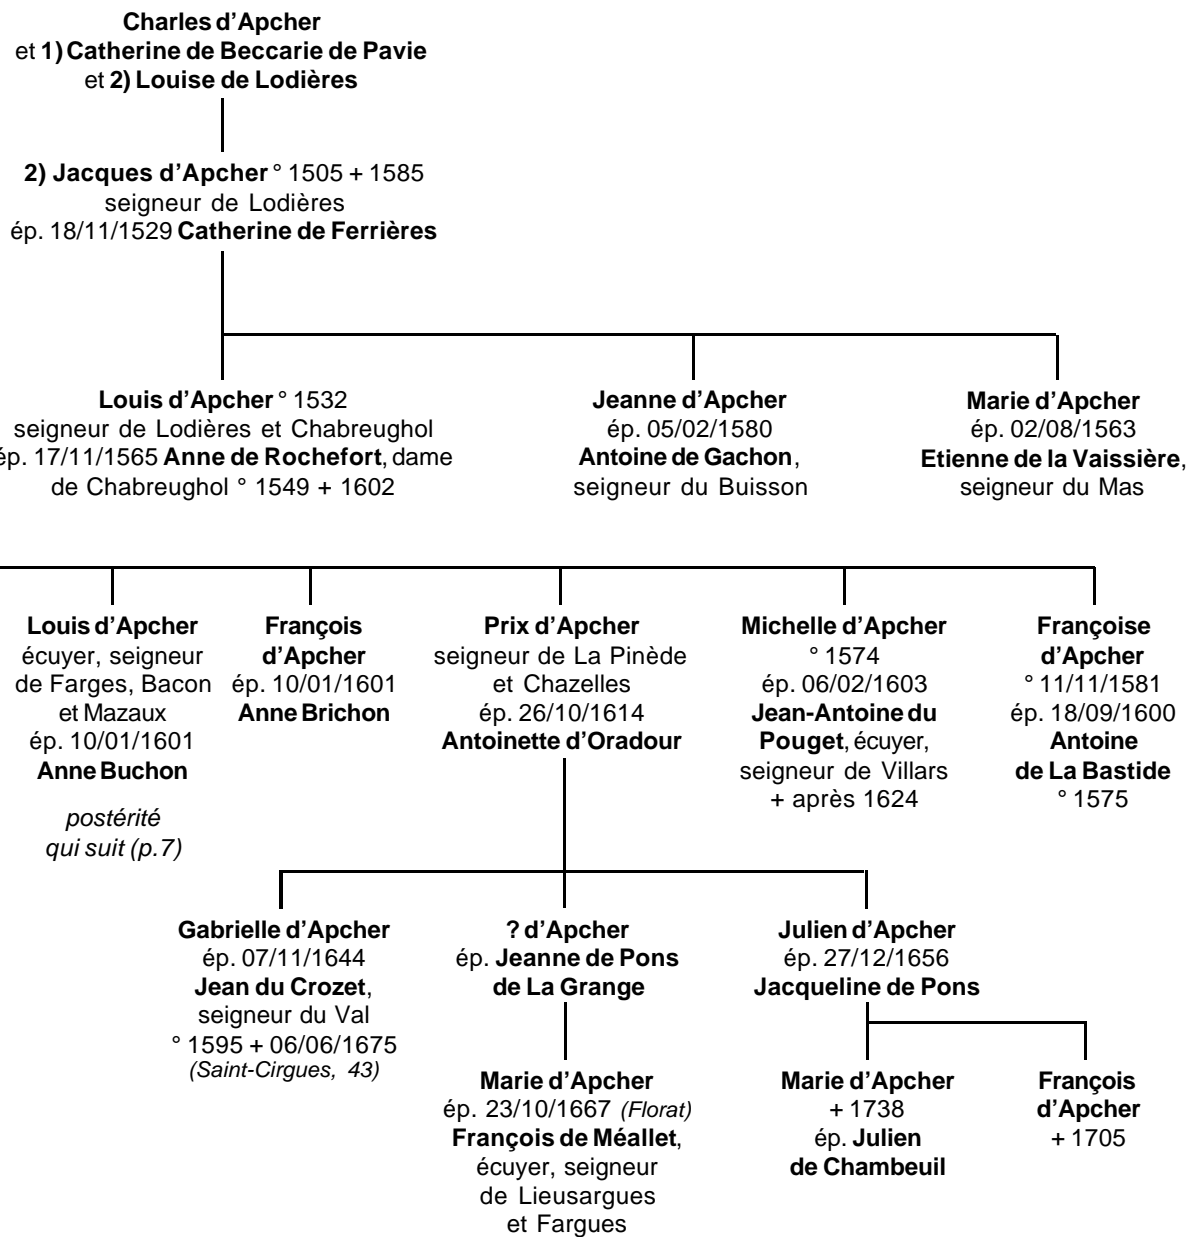 Charles d’Apcher
et 1) Catherine de Beccarie de Pavie
et 2) Louise de Lodières
2) Jacques d’Apcher ° 1505 + 1585
seigneur de Lodières
ép. 18/11/1529 Catherine de Ferrières
Louis d’Apcher ° 1532
seigneur de Lodières et Chabreughol
ép. 17/11/1565 Anne de Rochefort, dame
de Chabreughol ° 1549 + 1602
Jeanne d’Apcher
ép. 05/02/1580
Antoine de Gachon,
seigneur du Buisson
Marie d’Apcher
ép. 02/08/1563
Etienne de la Vaissière,
seigneur du Mas
Louis d’Apcher
écuyer, seigneur
de Farges, Bacon
et Mazaux
ép. 10/01/1601
Anne Buchon
postérité
qui suit (p.7)
François
d’Apcher
ép. 10/01/1601
Anne Brichon
Prix d’Apcher
seigneur de La Pinède
et Chazelles
ép. 26/10/1614
Antoinette d’Oradour
Michelle d’Apcher
° 1574
ép. 06/02/1603
Jean-Antoine du
Pouget, écuyer,
seigneur de Villars
+ après 1624
Françoise
d’Apcher
° 11/11/1581
ép. 18/09/1600
Antoine
de La Bastide
° 1575
Gabrielle d’Apcher
ép. 07/11/1644
Jean du Crozet,
seigneur du Val
° 1595 + 06/06/1675
(Saint-Cirgues, 43)
? d’Apcher
ép. Jeanne de Pons
de La Grange
Julien d’Apcher
ép. 27/12/1656
Jacqueline de Pons
Marie d’Apcher
ép. 23/10/1667 (Florat)
François de Méallet,
écuyer, seigneur
de Lieusargues
et Fargues
Marie d’Apcher
+ 1738
ép. Julien
de Chambeuil
François
d’Apcher
+ 1705